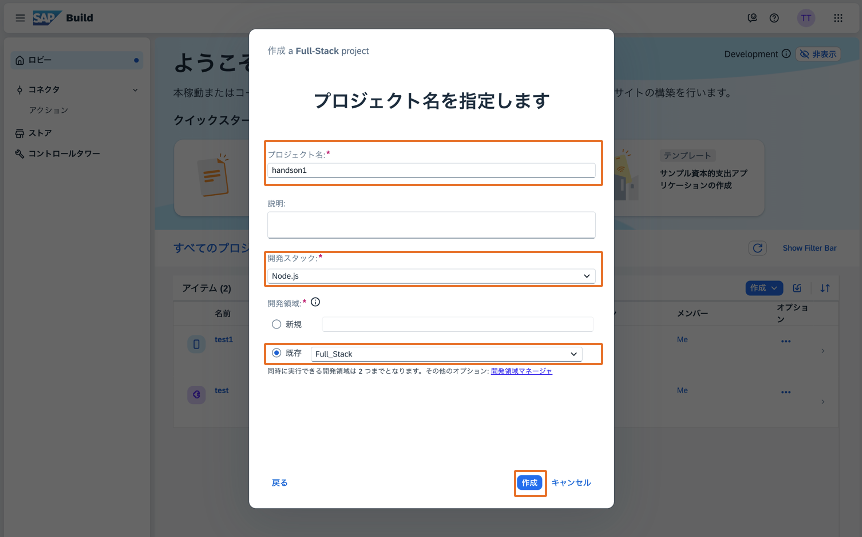 SAP Build
TT
ロビー
コネクタ
アクション
ストア
コントロールタワー
ようこそ
Development
非表示
本稼動またはコー
サイトの構築を行います。
クイックスター
テンプレート
サンプル資本的支出アプ
リケーションの作成
すべてのプロジ
Show Filter Bar
アイテム (2)
作成
名前
メンバー
オプショ
ン
test1
Me
test
Me
作成 a Full-Stack project
プロジェクト名を指定します
プロジェクト名:*
handson1
説明:
開発スタック:*
Node.js
開発領域:*
新規
既存
Full_Stack
同時に実行できる開発領域は 2 つまでとなります。その他のオプション: 開発領域マネージャ
戻る
作成
キャンセル